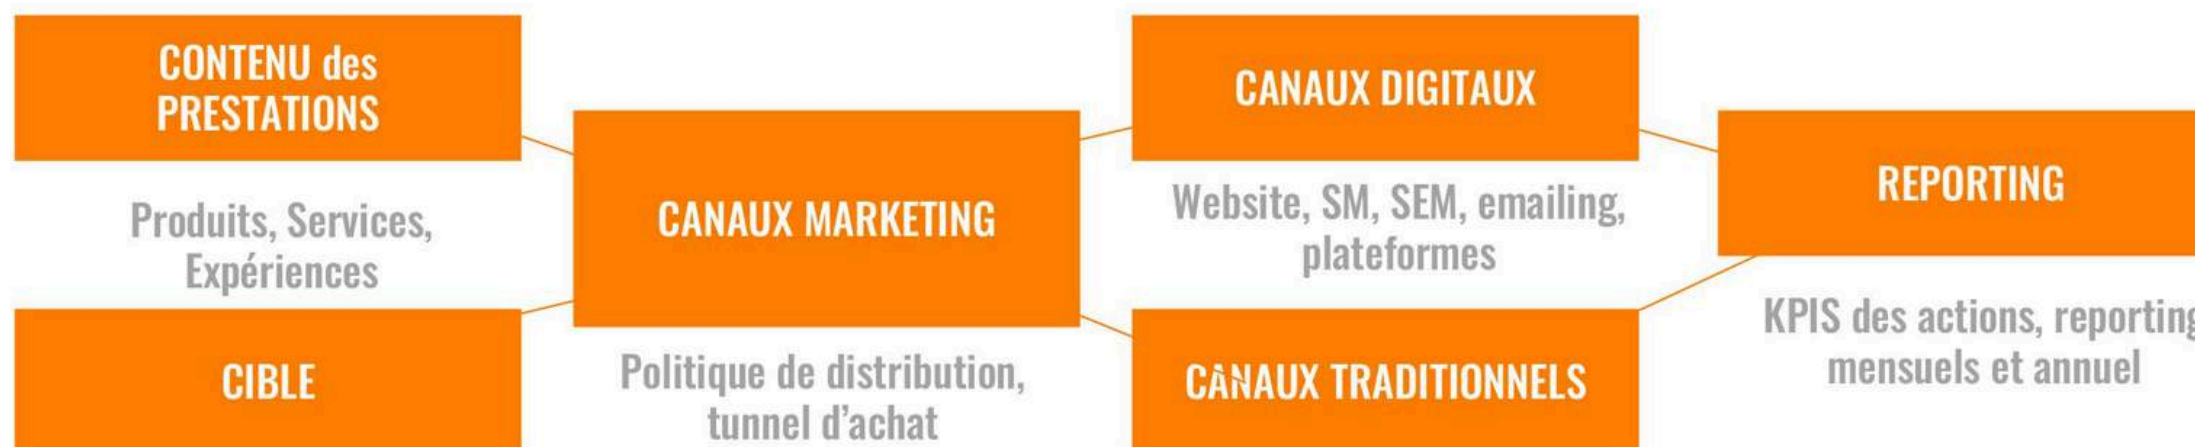 CONTENU des
PRESTATIONS
Produits, Services,
Expériences
CIBLE
CANAUX MARKETING
Politique de distribution,
tunnel d'achat
CANAUX DIGITAUX
Website, SM, SEM, emailing,
plateformes
CANAUX TRADITIONNELS
REPORTING
KPIS des actions, reporting
mensuels et annuel